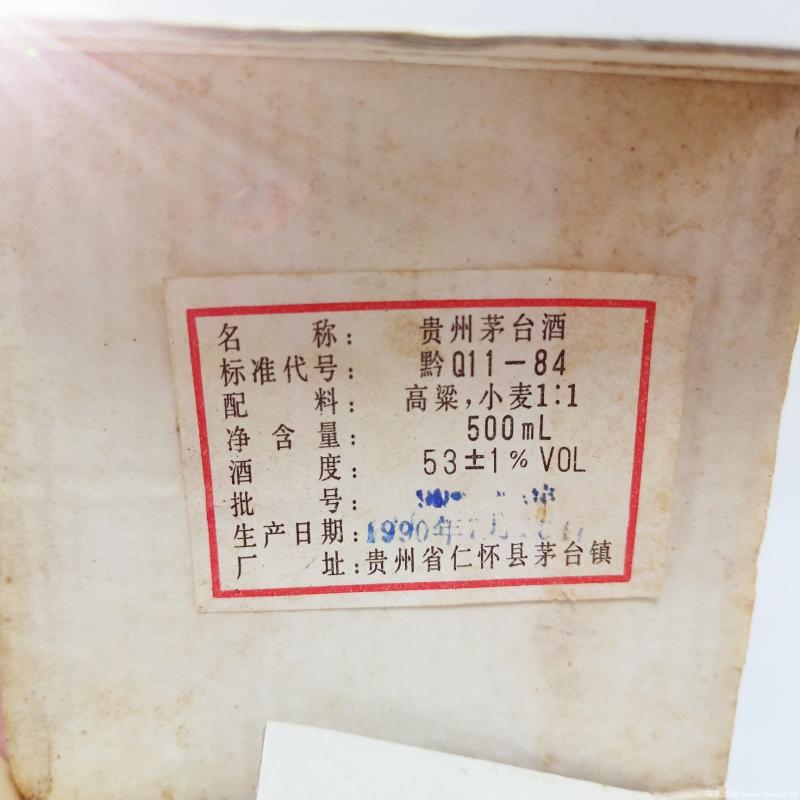 名称：贵州茅台酒
标准代号：黔Q11-84
配料：高粱,小麦1:1
净含量：500mL
酒度：53±1% VOL
批号：
生产日期：1990年7月
厂址：贵州省仁怀县茅台镇